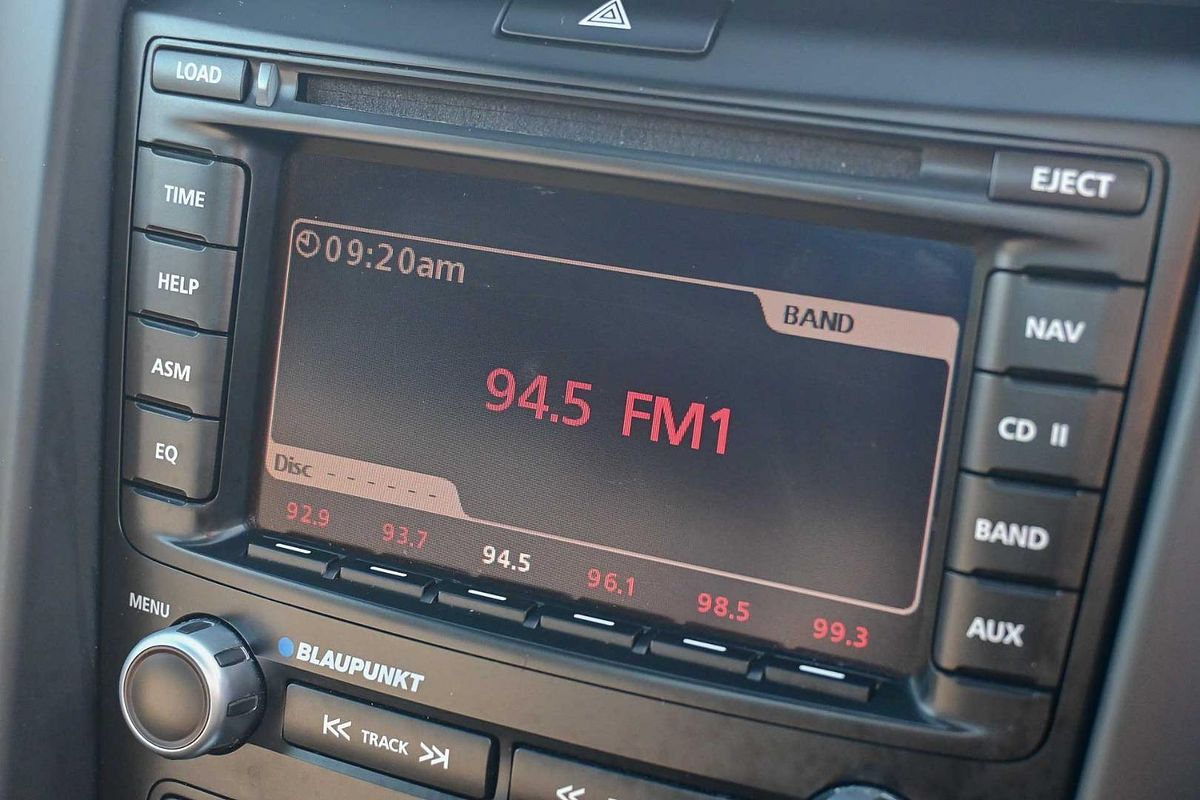 LOAD
EJECT
TIME
HELP
ASM
EQ
09:20am
BAND
94.5 FM1
Disc - - - - - -
92.9 93.7 94.5 96.1 98.5 99.3
NAV
CD II
BAND
AUX
MENU
BLAUPUNKT
TRACK